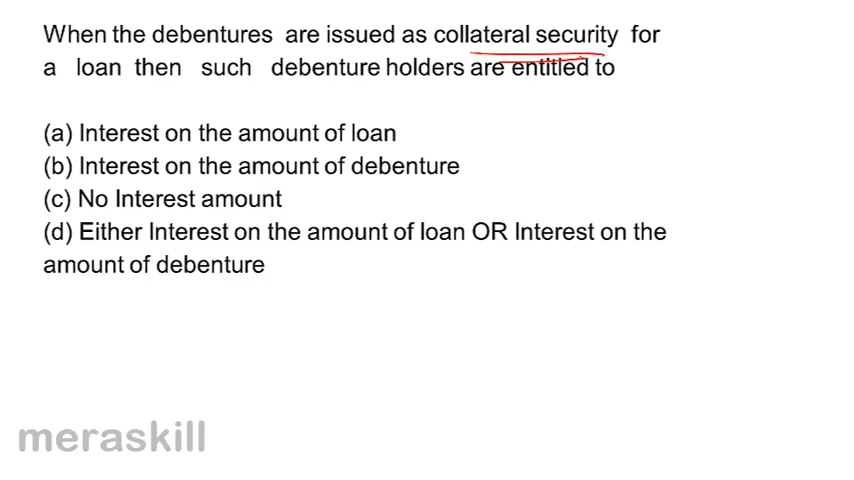 When the debentures are issued as collateral security for
a loan then such debenture holders are entitled to
(a) Interest on the amount of loan
(b) Interest on the amount of debenture
(c) No Interest amount
(d) Either Interest on the amount of loan OR Interest on the
amount of debenture
meraskill